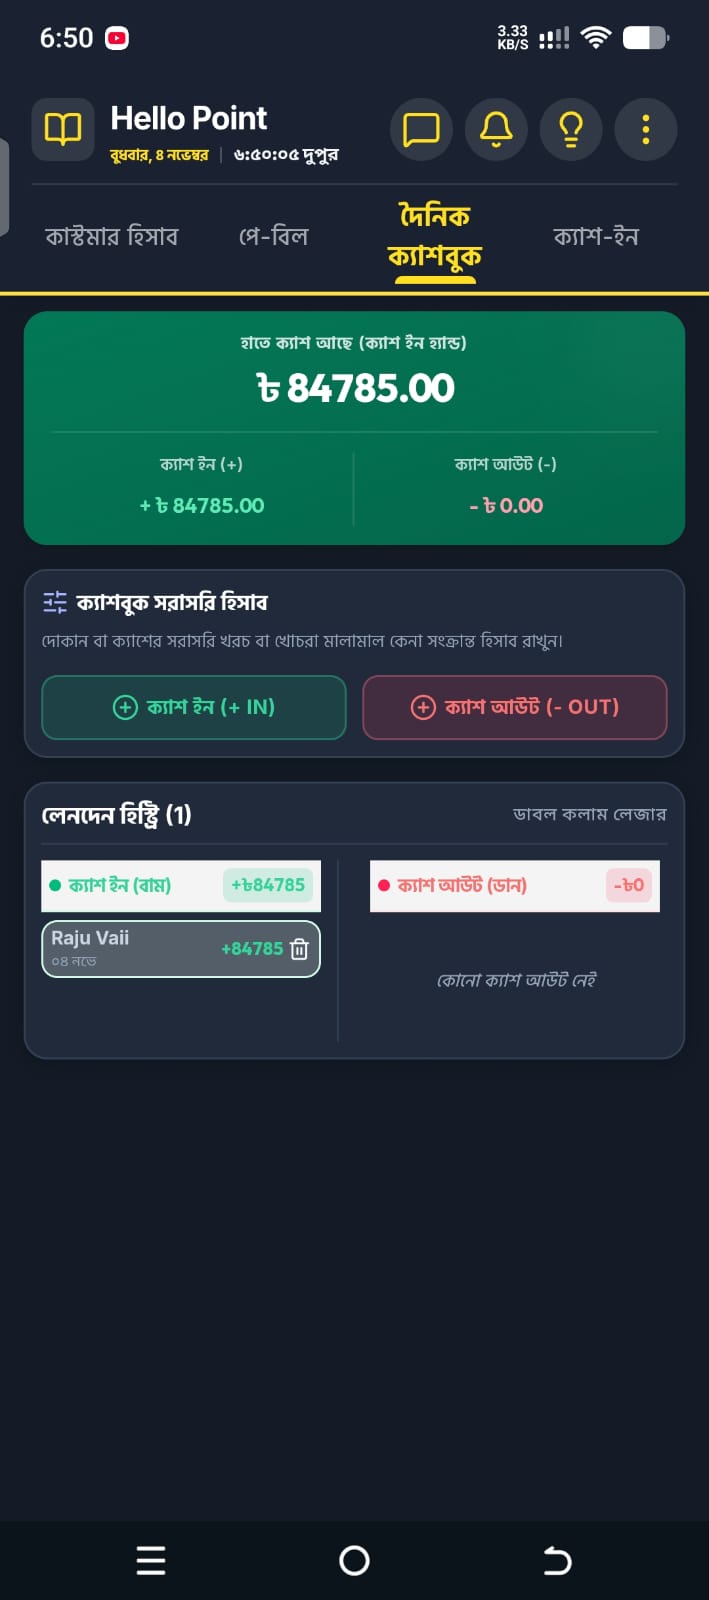 6:50
3.33
KB/S
Hello Point
বুধবার, ৪ নভেম্বর | ৬:৫০:০৫ দুপুর
কাস্টমার হিসাব
পে-বিল
দৈনিক
ক্যাশবুক
ক্যাশ-ইন
হাতে ক্যাশ আছে (ক্যাশ ইন হ্যান্ড)
৳ 84785.00
ক্যাশ ইন (+)
+ ৳ 84785.00
ক্যাশ আউট (-)
- ৳ 0.00
ক্যাশবুক সরাসরি হিসাব
দোকান বা ক্যাশের সরাসরি খরচ বা খোচরা মালামাল কেনা সংক্রান্ত হিসাব রাখুন।
ক্যাশ ইন (+ IN)
ক্যাশ আউট (- OUT)
লেনদেন হিস্ট্রি (1)
ডাবল কলাম লেজার
ক্যাশ ইন (বাম)
+৳84785
Raju Vaii
+84785
০৪ নভে
ক্যাশ আউট (ডান)
-৳0
কোনো ক্যাশ আউট নেই